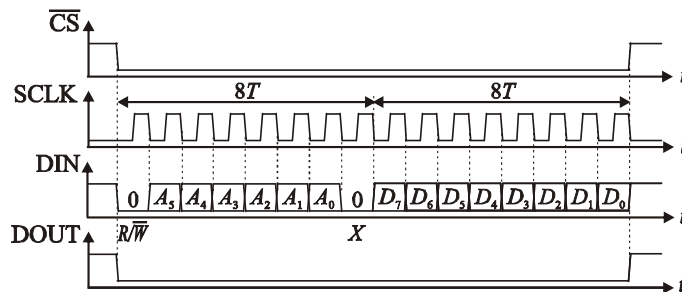 C̅S̅
t
8T 8T
SCLK
t
DIN
0 A₅ A₄ A₃ A₂ A₁ A₀ 0 D₇ D₆ D₅ D₄ D₃ D₂ D₁ D₀
t
R/W̅ X
DOUT
t